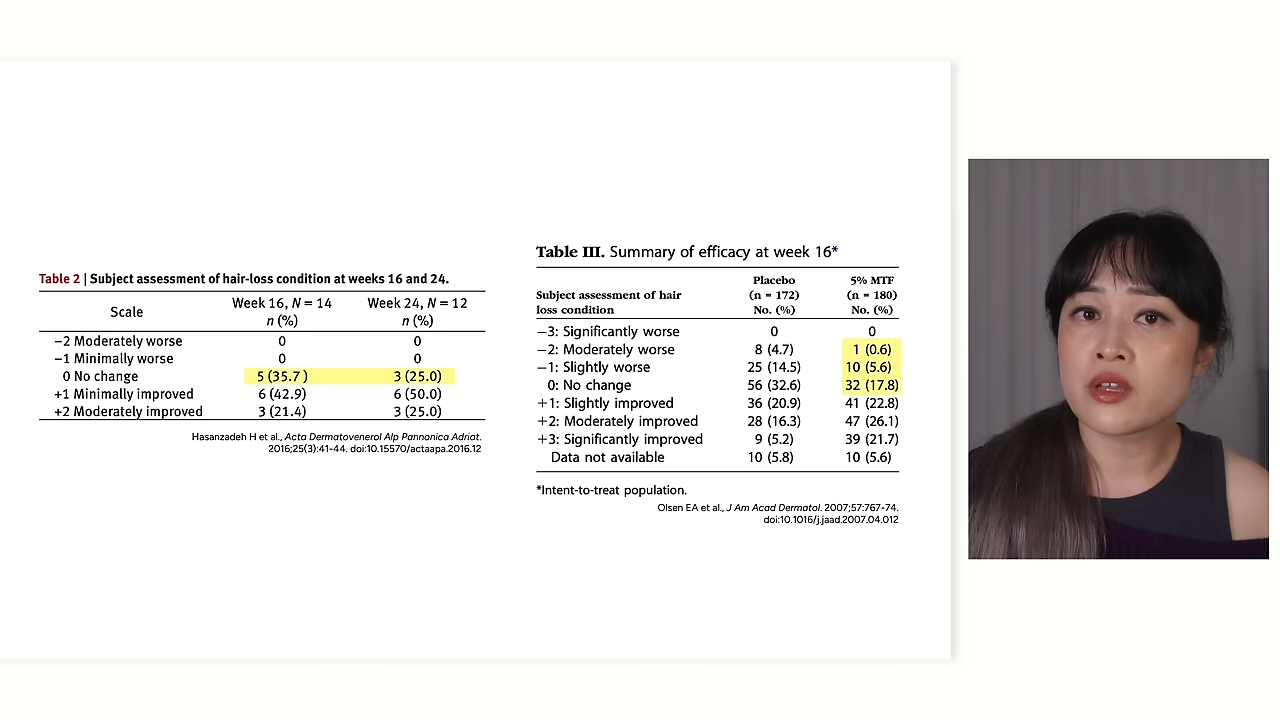 Table 2 | Subject assessment of hair-loss condition at weeks 16 and 24.
Scale Week 16, N = 14 n (%) Week 24, N = 12 n (%)
−2 Moderately worse 0 0
−1 Minimally worse 0 0
0 No change 5 (35.7 ) 3 (25.0)
+1 Minimally improved 6 (42.9) 6 (50.0)
+2 Moderately improved 3 (21.4) 3 (25.0)
Hasanzadeh H et al., Acta Dermatovenerol Alp Pannonica Adriat.
2016;25(3):41-44. doi:10.15570/actaapa.2016.12
Table III. Summary of efficacy at week 16*
Subject assessment of hair loss condition Placebo (n = 172) No. (%) 5% MTF (n = 180) No. (%)
−3: Significantly worse 0 0
−2: Moderately worse 8 (4.7) 1 (0.6)
−1: Slightly worse 25 (14.5) 10 (5.6)
0: No change 56 (32.6) 32 (17.8)
+1: Slightly improved 36 (20.9) 41 (22.8)
+2: Moderately improved 28 (16.3) 47 (26.1)
+3: Significantly improved 9 (5.2) 39 (21.7)
Data not available 10 (5.8) 10 (5.6)
*Intent-to-treat population.
Olsen EA et al., J Am Acad Dermatol. 2007;57:767-74.
doi:10.1016/j.jaad.2007.04.012